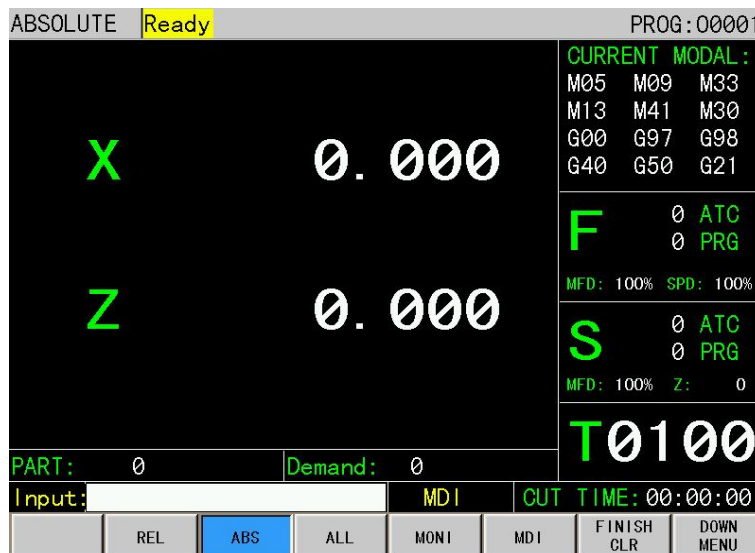 ABSOLUTE Ready PROG:O0001
CURRENT MODAL:
M05 M09 M33
M13 M41 M30
G00 G97 G98
G40 G50 G21
X 0.000
F 0 ATC
0 PRG
MFD: 100% SPD: 100%
Z 0.000
S 0 ATC
0 PRG
MFD: 100% Z: 0
T0100
PART: 0 Demand: 0
Input: MDI CUT TIME:00:00:00
REL ABS ALL MONI MDI FINISH CLR DOWN MENU